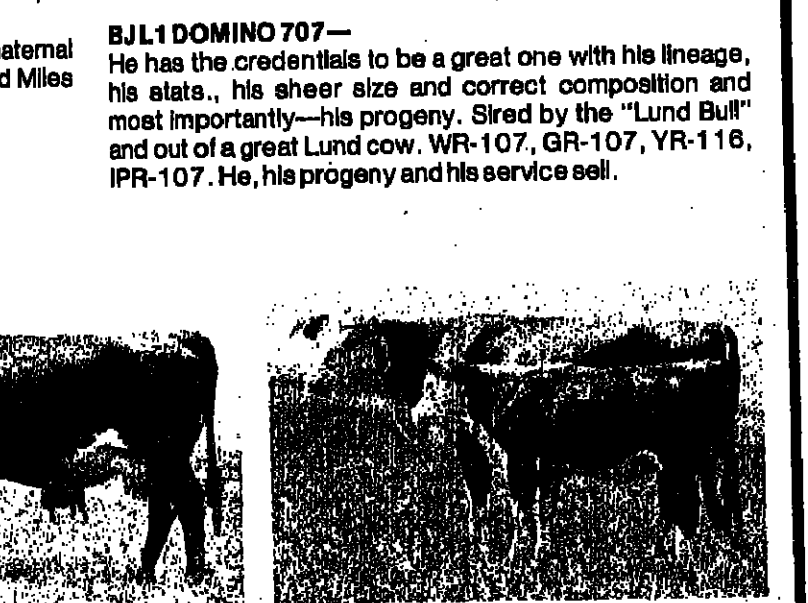 aternal
d Miles
BJ L1 DOMINO 707—
He has the credentials to be a great one with his lineage,
his stats., his sheer size and correct composition and
most importantly—his progeny. Sired by the "Lund Bull"
and out of a great Lund cow. WR-107, GR-107, YR-116,
IPR-107. He, his progeny and his service sell.